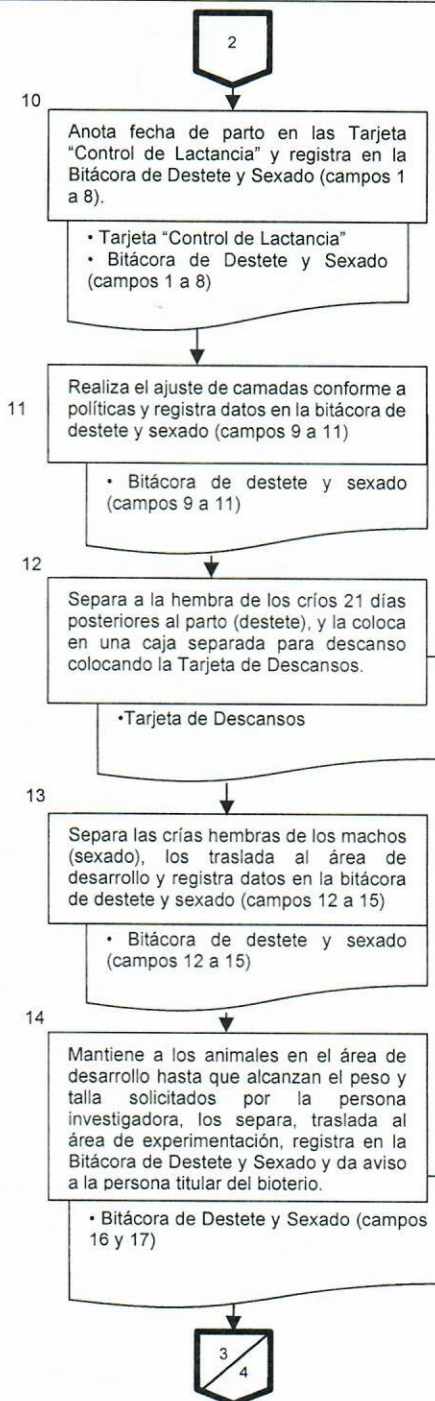 2
10
Anota fecha de parto en las Tarjeta
“Control de Lactancia” y registra en la
Bitácora de Destete y Sexado (campos 1
a 8).
• Tarjeta “Control de Lactancia”
• Bitácora de Destete y Sexado
(campos 1 a 8)
11
Realiza el ajuste de camadas conforme a
políticas y registra datos en la bitácora de
destete y sexado (campos 9 a 11)
• Bitácora de destete y sexado
(campos 9 a 11)
12
Separa a la hembra de los críos 21 días
posteriores al parto (destete), y la coloca
en una caja separada para descanso
colocando la Tarjeta de Descansos.
•Tarjeta de Descansos
13
Separa las crías hembras de los machos
(sexado), los traslada al área de
desarrollo y registra datos en la bitácora
de destete y sexado (campos 12 a 15)
• Bitácora de destete y sexado
(campos 12 a 15)
14
Mantiene a los animales en el área de
desarrollo hasta que alcanzan el peso y
talla solicitados por la persona
investigadora, los separa, traslada al
área de experimentación, registra en la
Bitácora de Destete y Sexado y da aviso
a la persona titular del bioterio.
• Bitácora de Destete y Sexado (campos
16 y 17)
3
4